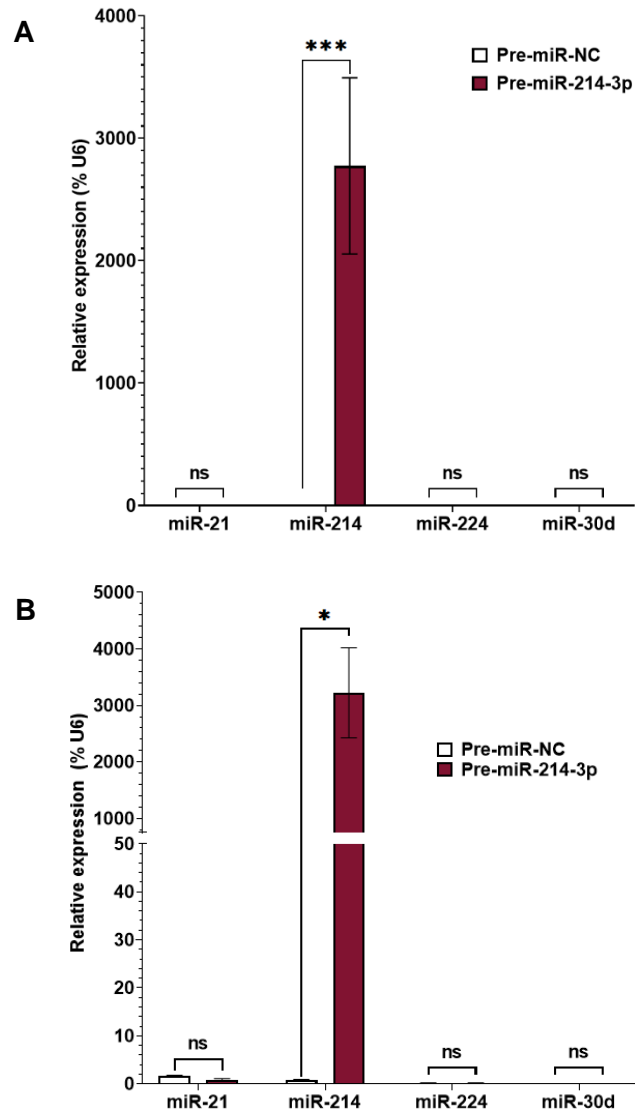 A
Relative expression (% U6)
4000
3000
2000
1000
0
***
Pre-miR-NC
Pre-miR-214-3p
ns
ns
ns
miR-21
miR-214
miR-224
miR-30d
B
Relative expression (% U6)
5000
4000
3000
2000
1000
50
40
30
20
10
0
*
Pre-miR-NC
Pre-miR-214-3p
ns
ns
ns
miR-21
miR-214
miR-224
miR-30d